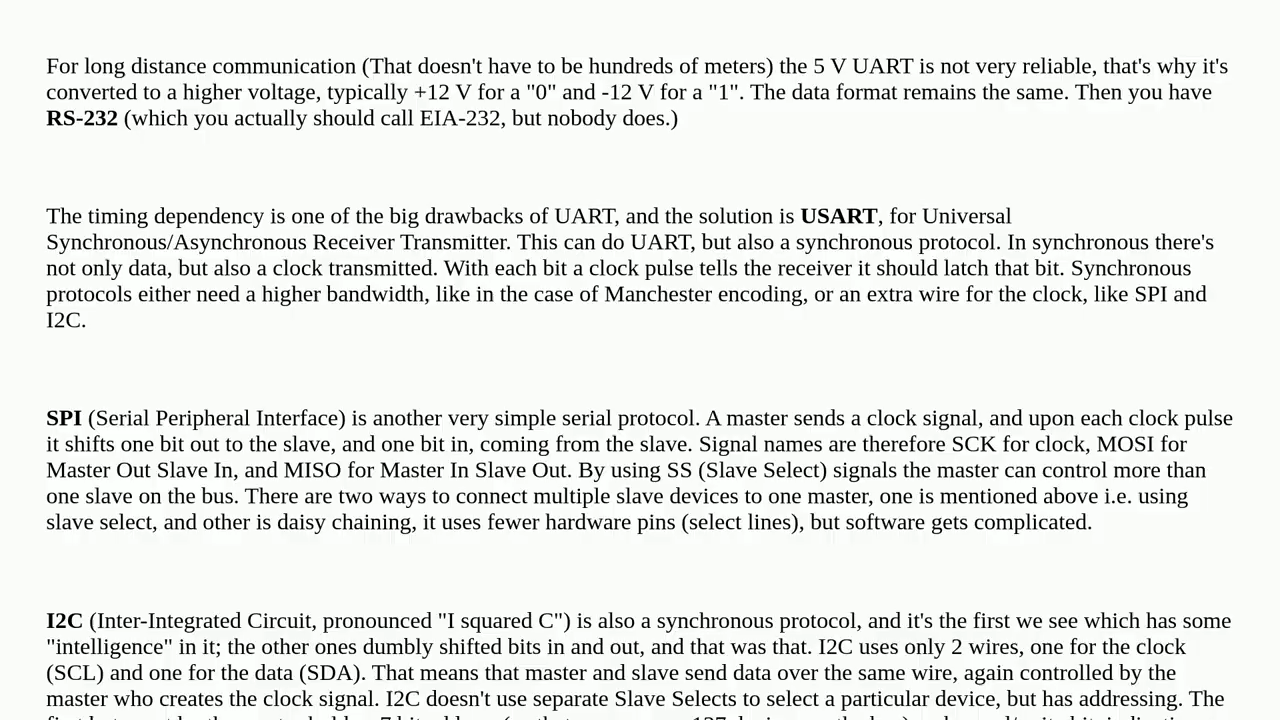 For long distance communication (That doesn't have to be hundreds of meters) the 5 V UART is not very reliable, that's why it's
converted to a higher voltage, typically +12 V for a "0" and -12 V for a "1". The data format remains the same. Then you have
RS-232 (which you actually should call EIA-232, but nobody does.)
The timing dependency is one of the big drawbacks of UART, and the solution is USART, for Universal
Synchronous/Asynchronous Receiver Transmitter. This can do UART, but also a synchronous protocol. In synchronous there's
not only data, but also a clock transmitted. With each bit a clock pulse tells the receiver it should latch that bit. Synchronous
protocols either need a higher bandwidth, like in the case of Manchester encoding, or an extra wire for the clock, like SPI and
I2C.
SPI (Serial Peripheral Interface) is another very simple serial protocol. A master sends a clock signal, and upon each clock pulse
it shifts one bit out to the slave, and one bit in, coming from the slave. Signal names are therefore SCK for clock, MOSI for
Master Out Slave In, and MISO for Master In Slave Out. By using SS (Slave Select) signals the master can control more than
one slave on the bus. There are two ways to connect multiple slave devices to one master, one is mentioned above i.e. using
slave select, and other is daisy chaining, it uses fewer hardware pins (select lines), but software gets complicated.
I2C (Inter-Integrated Circuit, pronounced "I squared C") is also a synchronous protocol, and it's the first we see which has some
"intelligence" in it; the other ones dumbly shifted bits in and out, and that was that. I2C uses only 2 wires, one for the clock
(SCL) and one for the data (SDA). That means that master and slave send data over the same wire, again controlled by the
master who creates the clock signal. I2C doesn't use separate Slave Selects to select a particular device, but has addressing. The